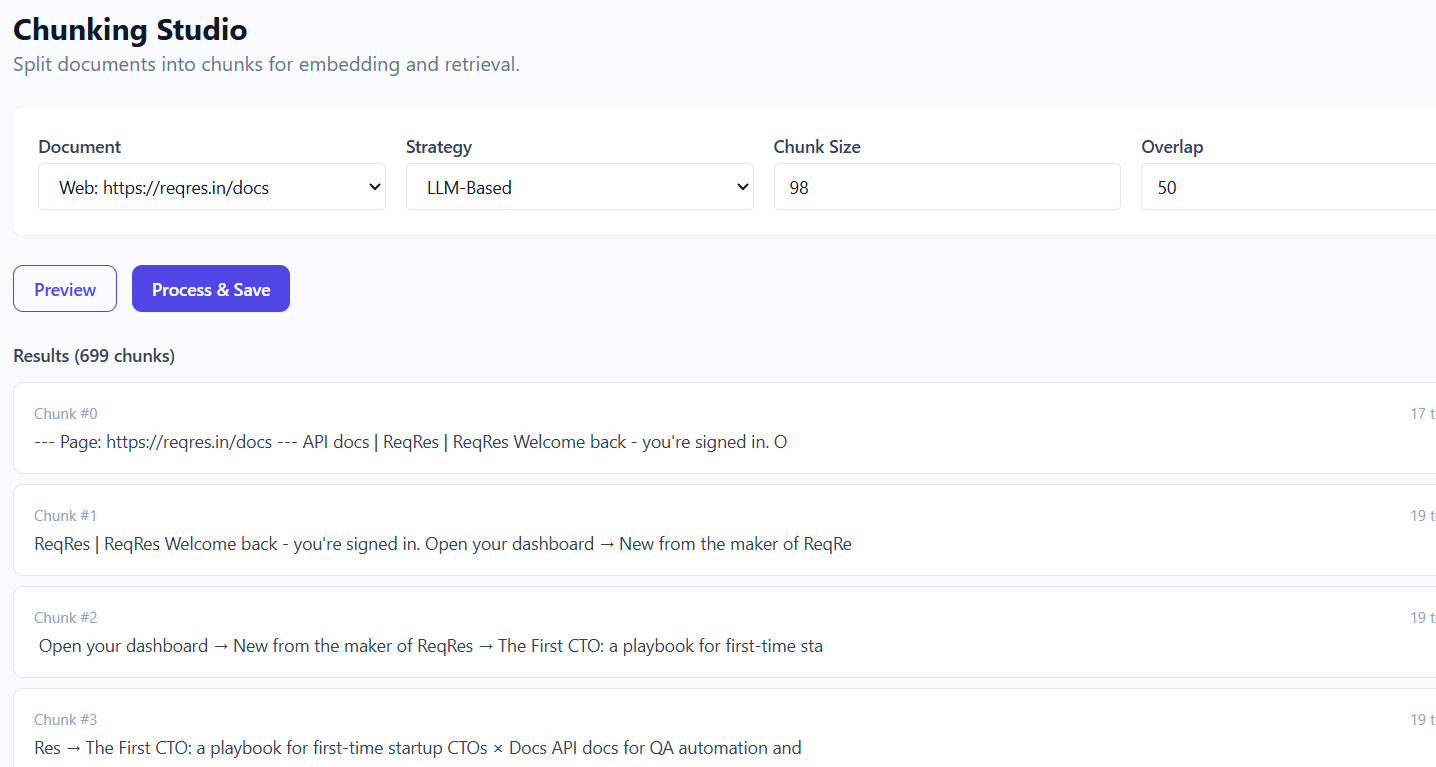 Chunking Studio
Split documents into chunks for embedding and retrieval.
Document Strategy Chunk Size Overlap
Web: https://reqres.in/docs LLM-Based 98 50
Preview Process & Save
Results (699 chunks)
Chunk #0 17 t
--- Page: https://reqres.in/docs --- API docs | ReqRes | ReqRes Welcome back - you're signed in. O
Chunk #1 19 t
ReqRes | ReqRes Welcome back - you're signed in. Open your dashboard → New from the maker of ReqRe
Chunk #2 19 t
Open your dashboard → New from the maker of ReqRes → The First CTO: a playbook for first-time sta
Chunk #3 19 t
Res → The First CTO: a playbook for first-time startup CTOs × Docs API docs for QA automation and